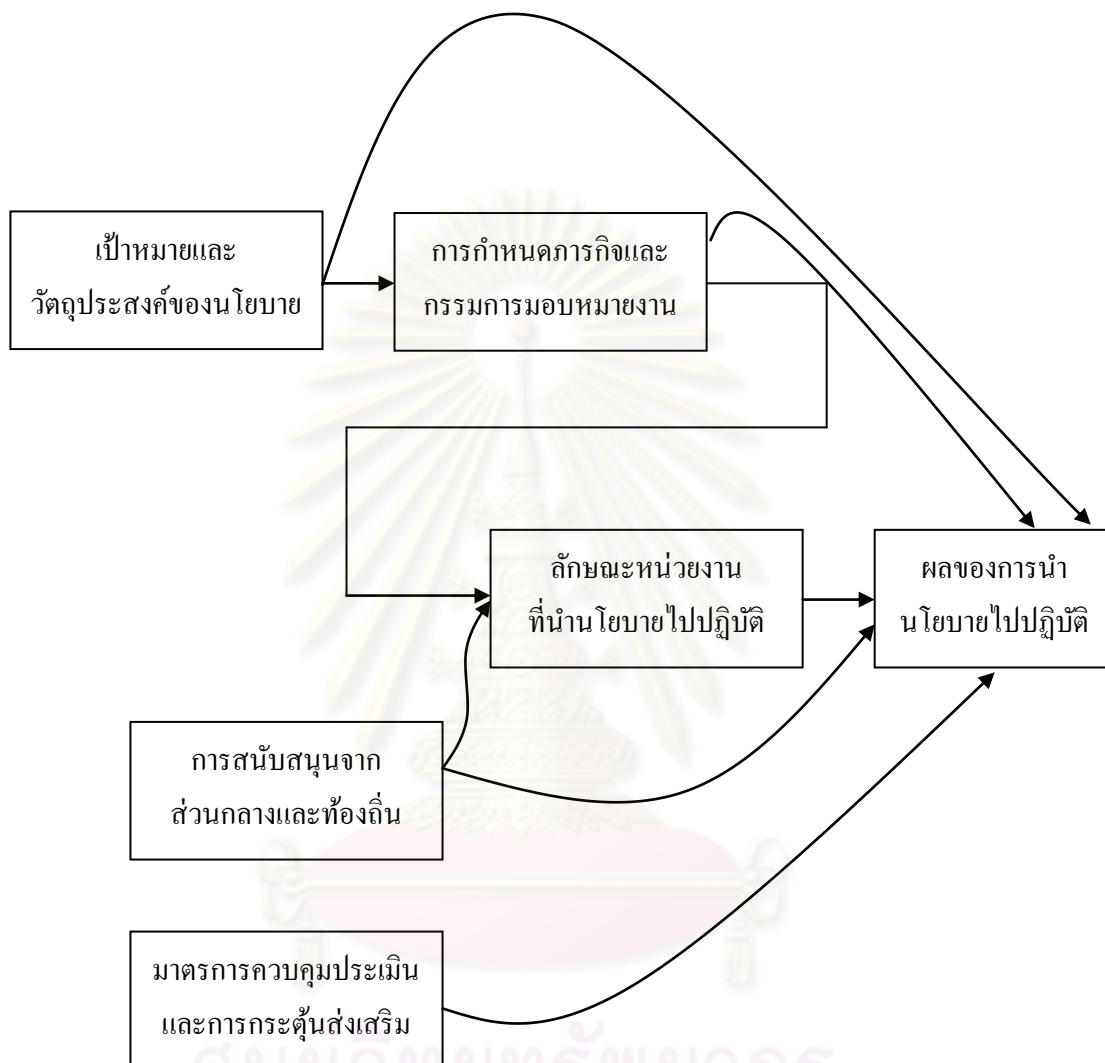 เป้าหมายและ
วัตถุประสงค์ของนโยบาย
การกำหนดภารกิจและ
กรรมการมอบหมายงาน
ลักษณะหน่วยงาน
ที่นำนโยบายไปปฏิบัติ
ผลของการนำ
นโยบายไปปฏิบัติ
การสนับสนุนจาก
ส่วนกลางและท้องถิ่น
มาตรการควบคุมประเมิน
และการกระตุ้นส่งเสริม